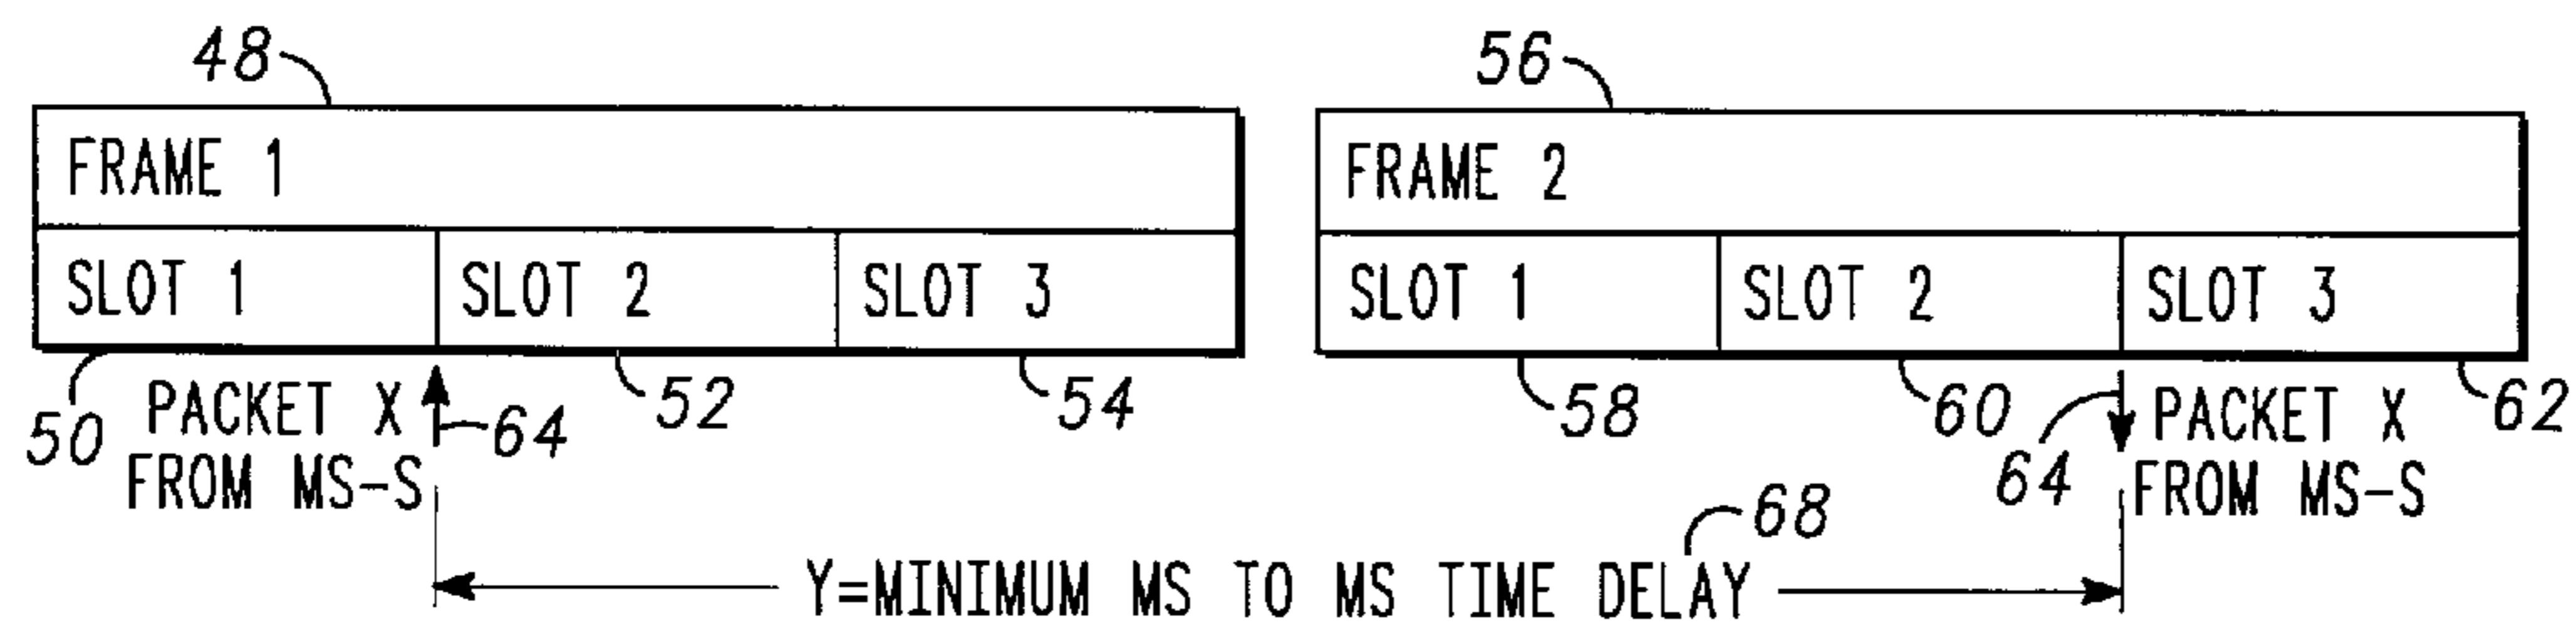 48
56
FRAME 1
FRAME 2
SLOT 1 SLOT 2 SLOT 3
SLOT 1 SLOT 2 SLOT 3
50 PACKET X FROM MS-S
64
52
54
58
60
64
PACKET X FROM MS-S
62
Y=MINIMUM MS TO MS TIME DELAY
68